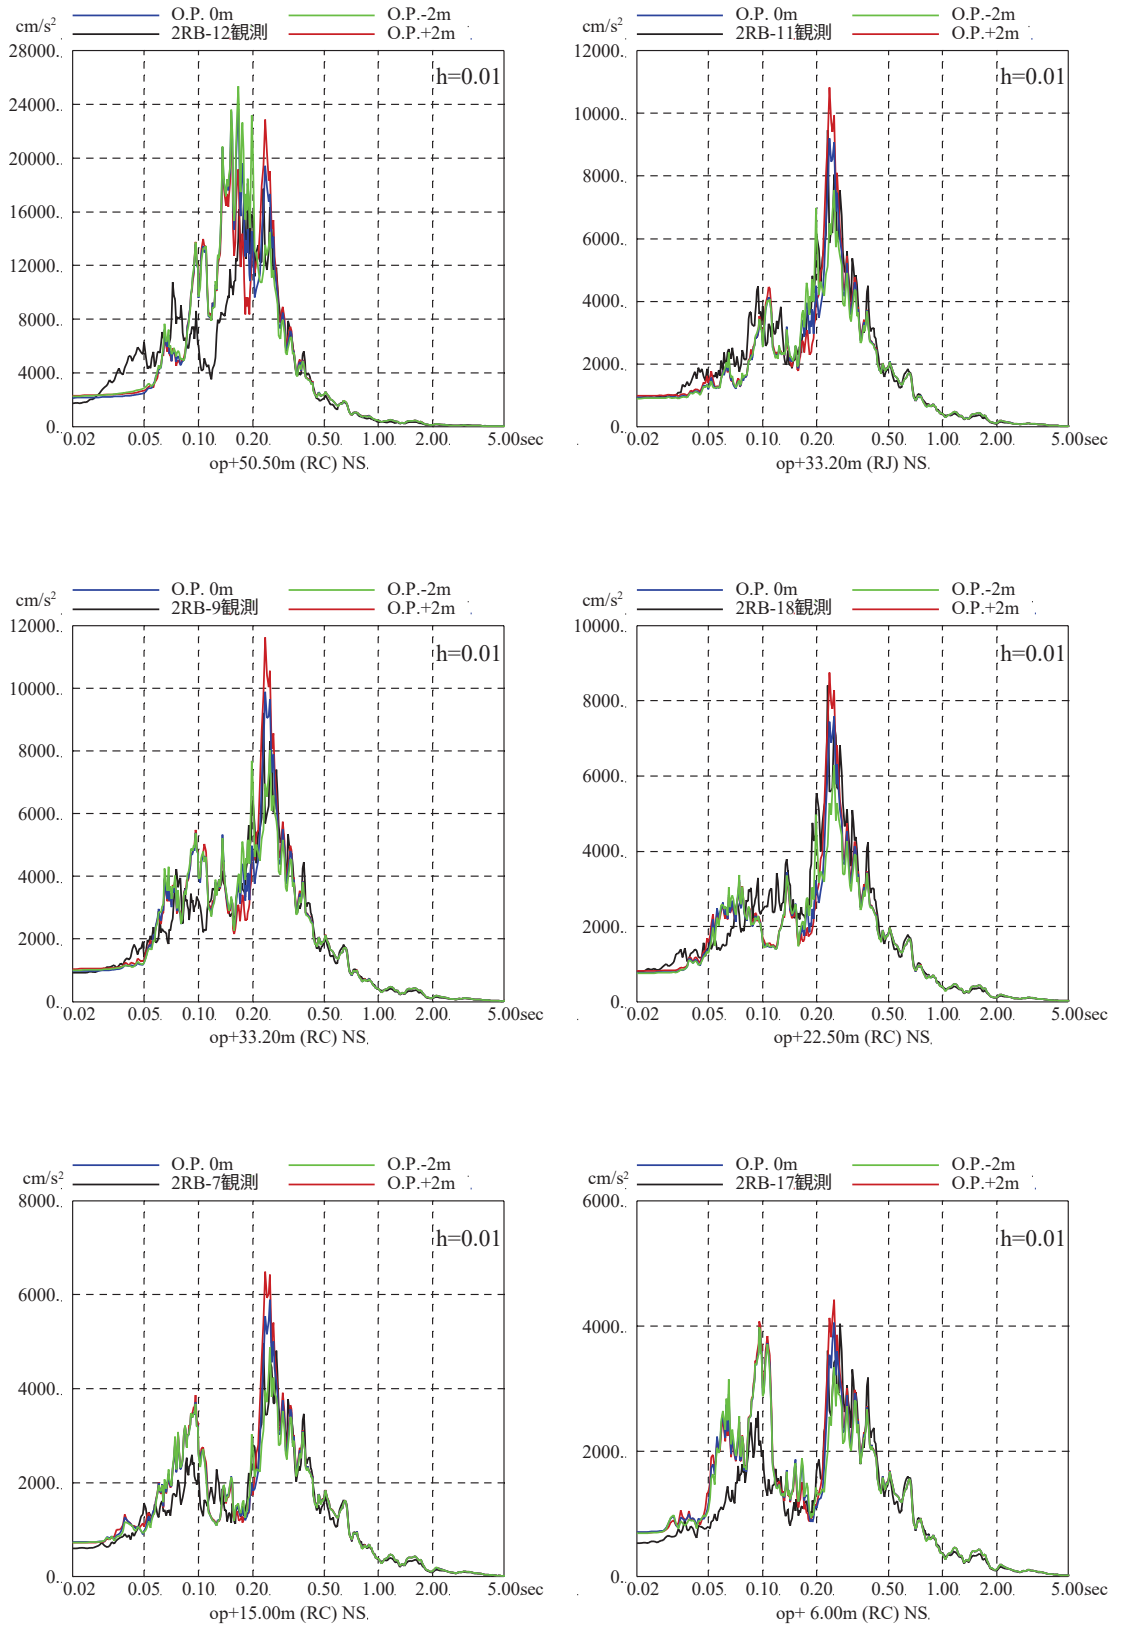 cm/s²
O.P. 0m
O.P.-2m
2RB-12観測
O.P.+2m
h=0.01
28000.
24000.
20000.
16000.
12000.
8000.
4000.
0.
0.02 0.05 0.10 0.20 0.50 1.00 2.00 5.00sec
op+50.50m (RC) NS.
cm/s²
O.P. 0m
O.P.-2m
2RB-11観測
O.P.+2m
h=0.01
12000.
10000.
8000.
6000.
4000.
2000.
0.
0.02 0.05 0.10 0.20 0.50 1.00 2.00 5.00sec
op+33.20m (RJ) NS.
cm/s²
O.P. 0m
O.P.-2m
2RB-9観測
O.P.+2m
h=0.01
12000.
10000.
8000.
6000.
4000.
2000.
0.
0.02 0.05 0.10 0.20 0.50 1.00 2.00 5.00sec
op+33.20m (RC) NS.
cm/s²
O.P. 0m
O.P.-2m
2RB-18観測
O.P.+2m
h=0.01
10000.
8000.
6000.
4000.
2000.
0.
0.02 0.05 0.10 0.20 0.50 1.00 2.00 5.00sec
op+22.50m (RC) NS.
cm/s²
O.P. 0m
O.P.-2m
2RB-7観測
O.P.+2m
h=0.01
8000.
6000.
4000.
2000.
0.
0.02 0.05 0.10 0.20 0.50 1.00 2.00 5.00sec
op+15.00m (RC) NS.
cm/s²
O.P. 0m
O.P.-2m
2RB-17観測
O.P.+2m
h=0.01
6000.
4000.
2000.
0.
0.02 0.05 0.10 0.20 0.50 1.00 2.00 5.00sec
op+ 6.00m (RC) NS.